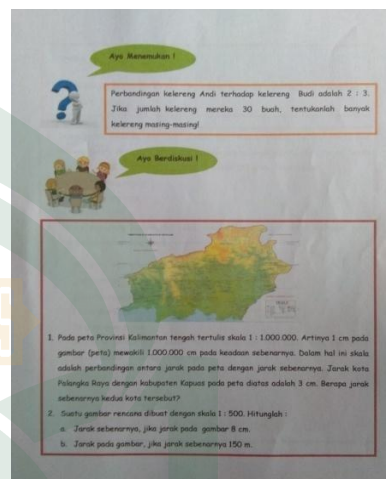 Ayo Menemukan !
Perbandingan kelereng Andi terhadap kelereng Budi adalah 2 : 3.
Jika jumlah kelereng mereka 30 buah, tentukanlah banyak
kelereng masing-masing!
Ayo Berdiskusi !
1. Pada peta Provinsi Kalimantan tengah tertulis skala 1 : 1.000.000. Artinya 1 cm pada
gambar (peta) mewakili 1.000.000 cm pada keadaan sebenarnya. Dalam hal ini skala
adalah perbandingan antara jarak pada peta dengan jarak sebenarnya. Jarak kota
Palangka Raya dengan kabupaten Kapuas pada peta diatas adalah 3 cm. Berapa jarak
sebenarnya kedua kota tersebut?
2. Suatu gambar rencana dibuat dengan skala 1 : 500. Hitunglah :
a. Jarak sebenarnya, jika jarak pada gambar 8 cm.
b. Jarak pada gambar, jika jarak sebenarnya 150 m.